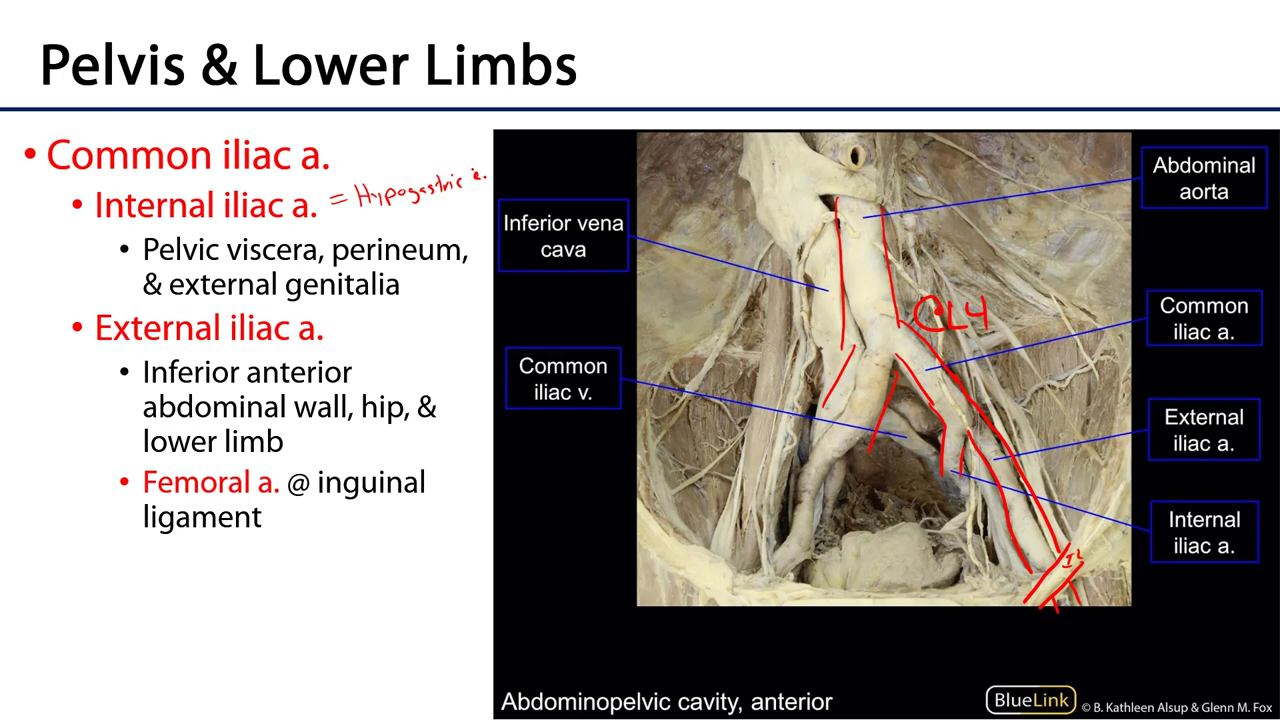 Pelvis & Lower Limbs
• Common iliac a.
• Internal iliac a. = Hypogastric a.
• Pelvic viscera, perineum,
& external genitalia
• External iliac a.
• Inferior anterior
abdominal wall, hip, &
lower limb
• Femoral a. @ inguinal
ligament
Inferior vena
cava
Common
iliac v.
Abdominal
aorta
@L4
Common
iliac a.
External
iliac a.
Internal
iliac a.
IL
Abdominopelvic cavity, anterior
BlueLink © B. Kathleen Alsup & Glenn M. Fox